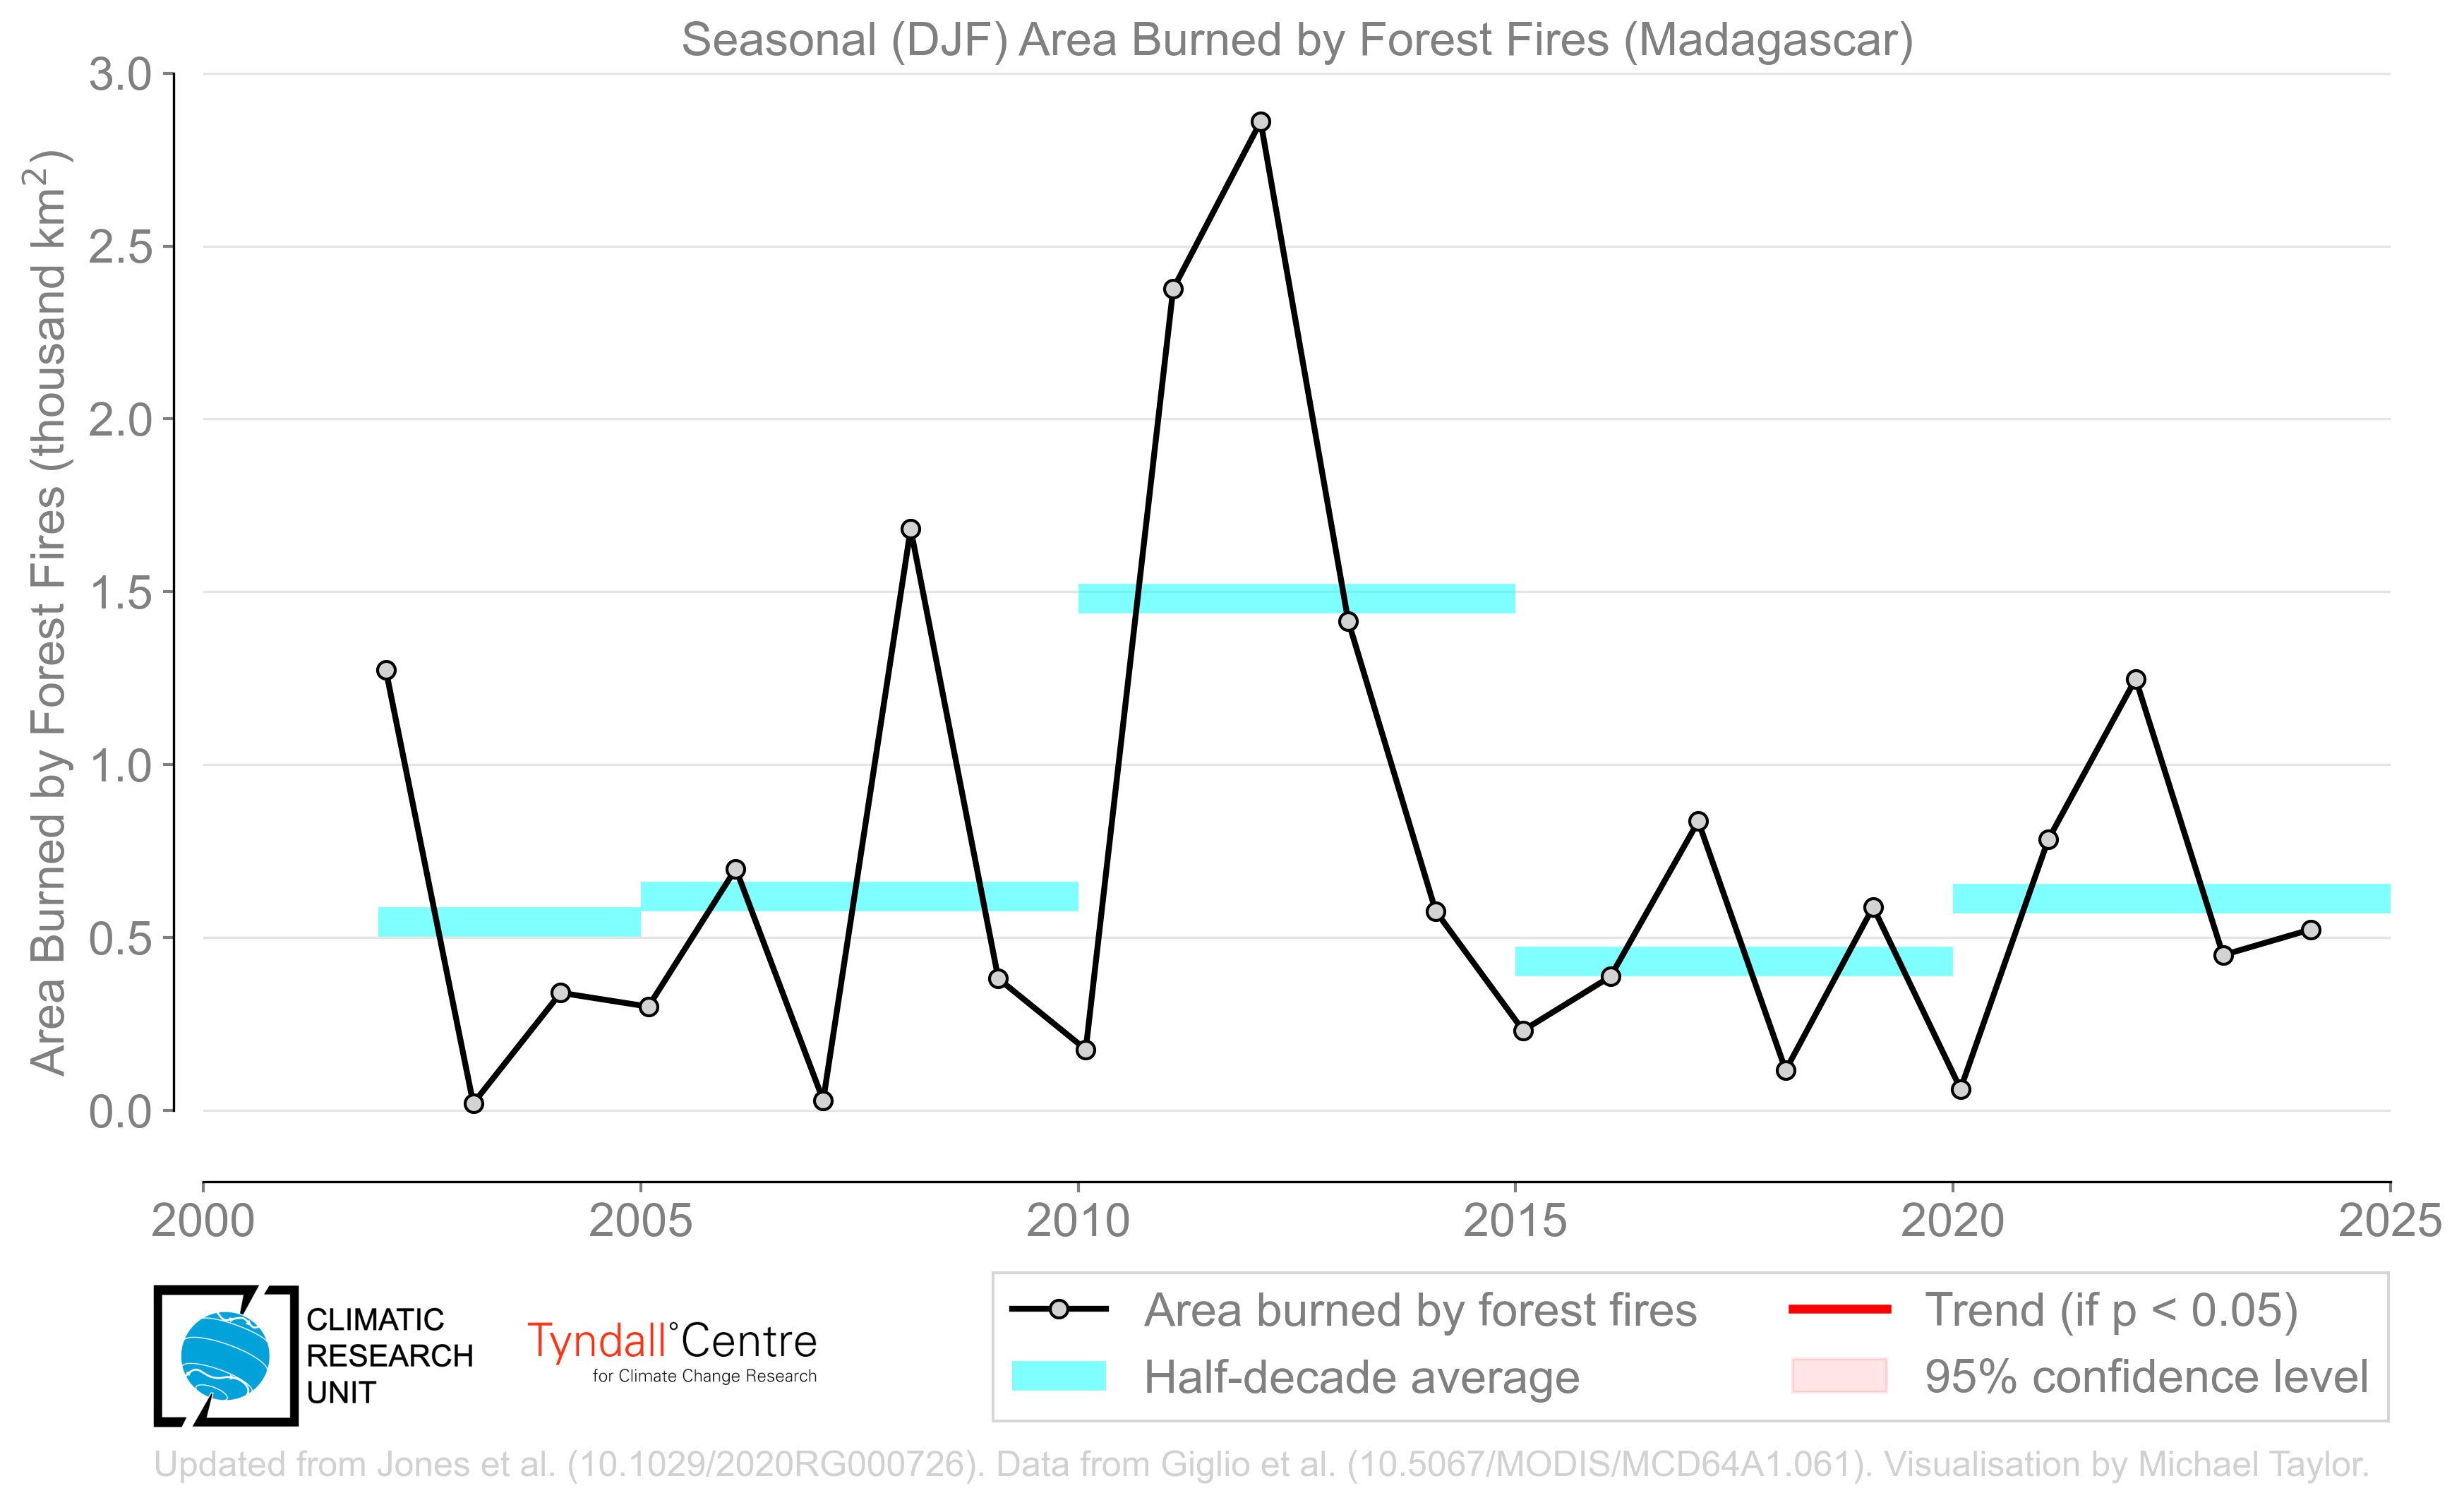 Seasonal (DJF) Area Burned by Forest Fires (Madagascar)
Area Burned by Forest Fires (thousand km²)
3.0
2.5
2.0
1.5
1.0
0.5
0.0
2000 2005 2010 2015 2020 2025
CLIMATIC
RESEARCH
UNIT
Tyndall°Centre
for Climate Change Research
Area burned by forest fires
Half-decade average
Trend (if p < 0.05)
95% confidence level
Updated from Jones et al. (10.1029/2020RG000726). Data from Giglio et al. (10.5067/MODIS/MCD64A1.061). Visualisation by Michael Taylor.